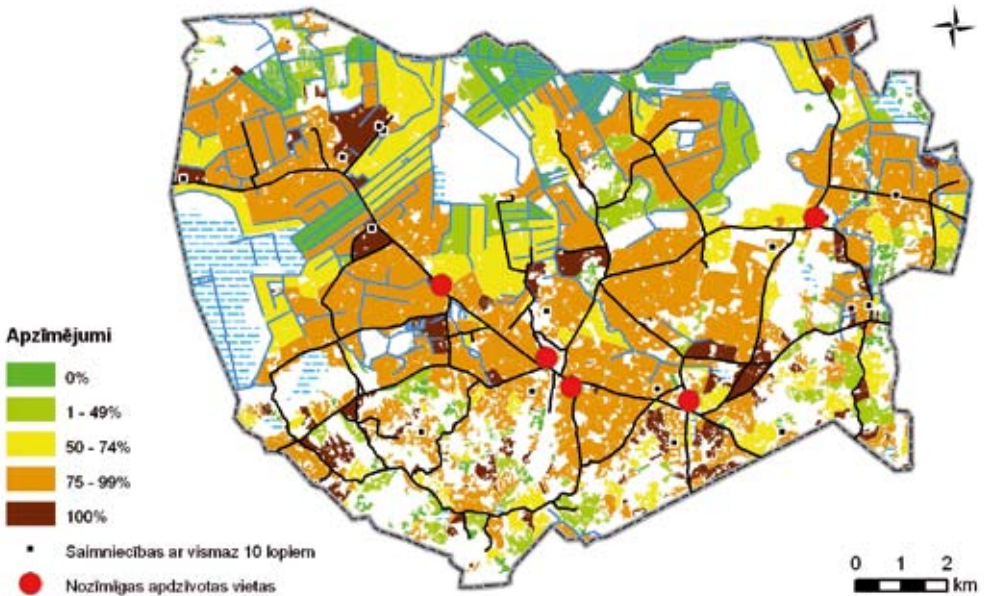 Apzīmējumi
0%
1 - 49%
50 - 74%
75 - 99%
100%
Saimniecības ar vismaz 10 lopiem
Nozīmīgas apdzīvotas vietas
0 1 2
km